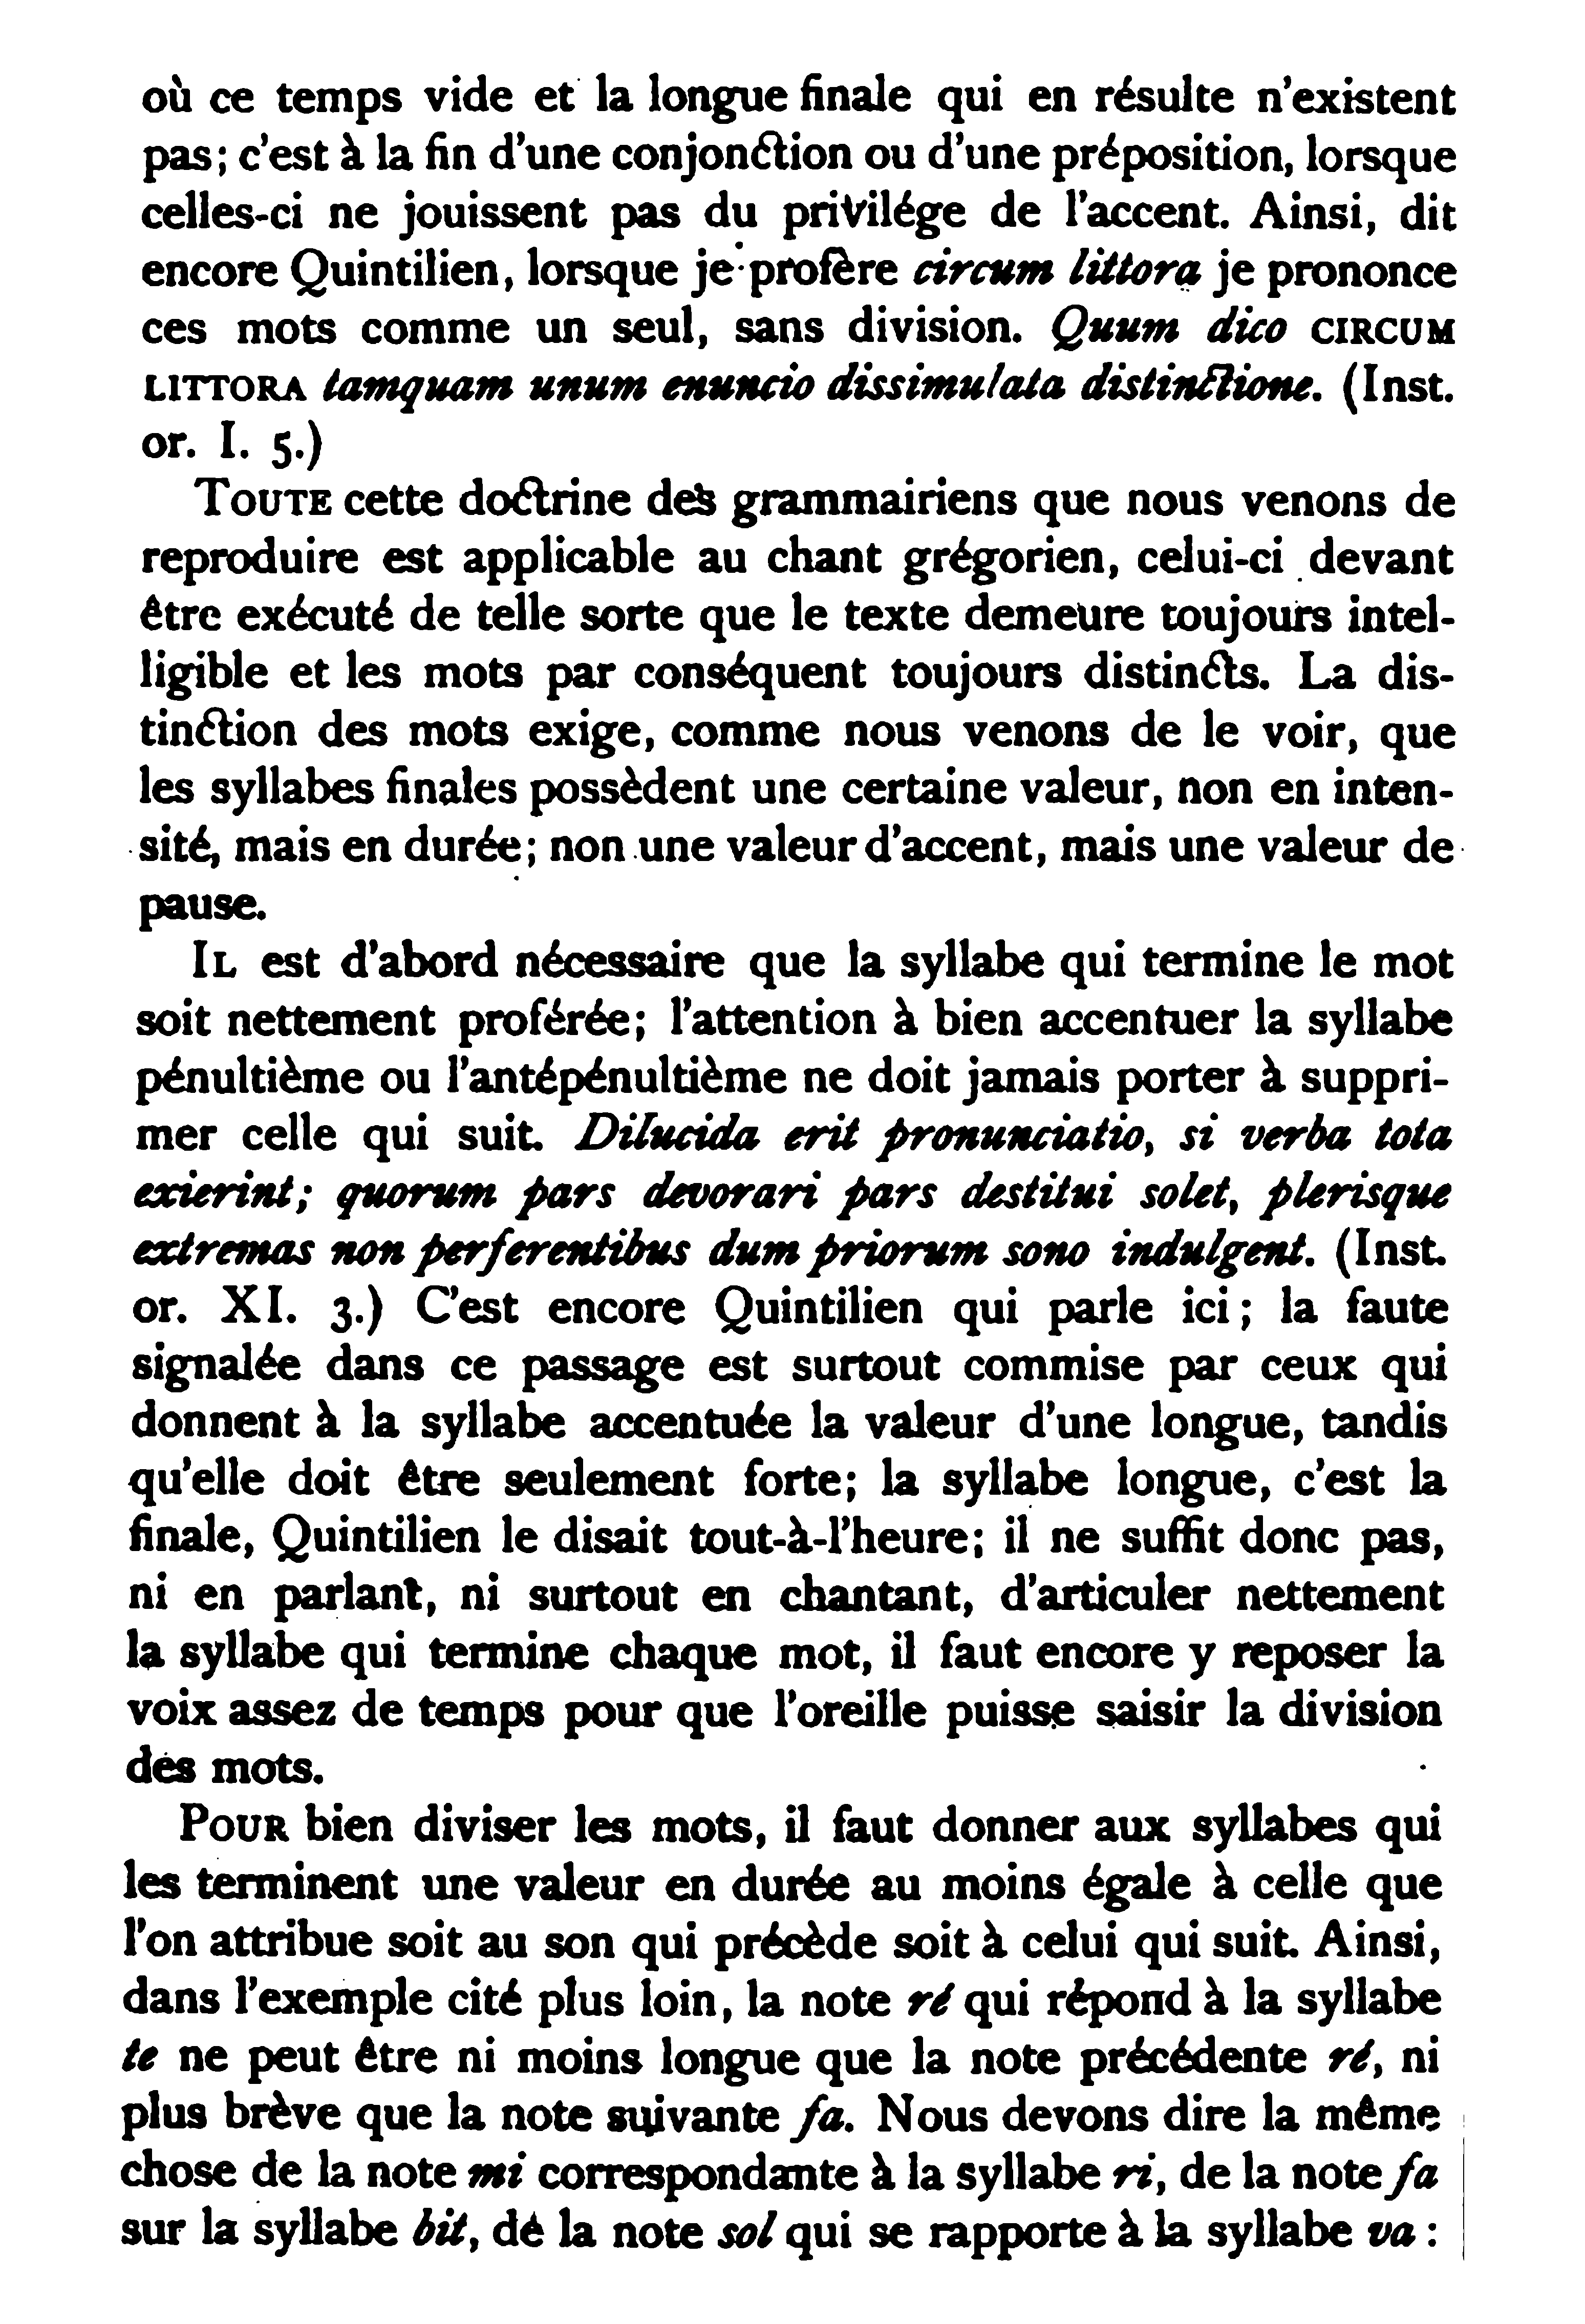 où ce temps vide et la longue finale qui en résulte n'existent
pas; c'est à la fin d'une conjonction ou d'une préposition, lorsque
celles-ci ne jouissent pas du privilége de l'accent. Ainsi, dit
encore Quintilien, lorsque je profère circum littora je prononce
ces mots comme un seul, sans division. Quum dico CIRCUM
LITTORA tamquam unum enuncio dissimulata distinctione. (Inst.
or. I. 5.)
TOUTE cette doctrine des grammairiens que nous venons de
reproduire est applicable au chant grégorien, celui-ci devant
être exécuté de telle sorte que le texte demeure toujours intel-
ligible et les mots par conséquent toujours distincts. La dis-
tinction des mots exige, comme nous venons de le voir, que
les syllabes finales possèdent une certaine valeur, non en inten-
sité, mais en durée; non une valeur d'accent, mais une valeur de
pause.
IL est d'abord nécessaire que la syllabe qui termine le mot
soit nettement proférée; l'attention à bien accentuer la syllabe
pénultième ou l'antépénultième ne doit jamais porter à suppri-
mer celle qui suit. Dilucida erit pronunciatio, si verba tota
exierint; quorum pars devorari pars destitui solet, plerisque
extremas non perferentibus dum priorum sono indulgent. (Inst.
or. XI. 3.) C'est encore Quintilien qui parle ici; la faute
signalée dans ce passage est surtout commise par ceux qui
donnent à la syllabe accentuée la valeur d'une longue, tandis
qu'elle doit être seulement forte; la syllabe longue, c'est la
finale, Quintilien le disait tout-à-l'heure; il ne suffit donc pas,
ni en parlant, ni surtout en chantant, d'articuler nettement
la syllabe qui termine chaque mot, il faut encore y reposer la
voix assez de temps pour que l'oreille puisse saisir la division
des mots.
POUR bien diviser les mots, il faut donner aux syllabes qui
les terminent une valeur en durée au moins égale à celle que
l'on attribue soit au son qui précède soit à celui qui suit. Ainsi,
dans l'exemple cité plus loin, la note ré qui répond à la syllabe
te ne peut être ni moins longue que la note précédente ré, ni
plus brève que la note suivante fa. Nous devons dire la même
chose de la note mi correspondante à la syllabe ri, de la note fa
sur la syllabe bit, de la note sol qui se rapporte à la syllabe va :